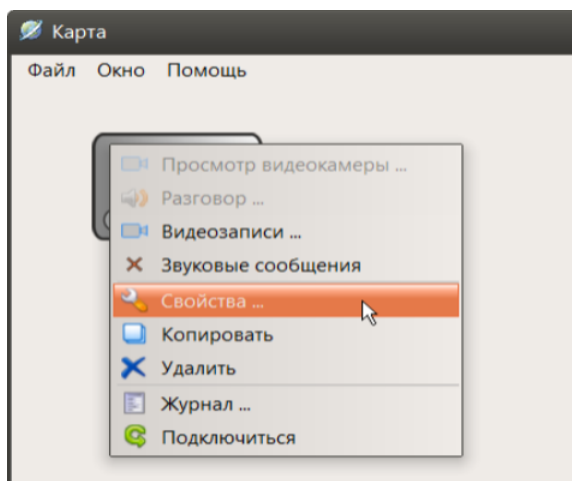 Карта
Файл Окно Помощь
Просмотр видеокамеры ...
Разговор ...
Видеозаписи ...
Звуковые сообщения
Свойства ...
Копировать
Удалить
Журнал ...
Подключиться